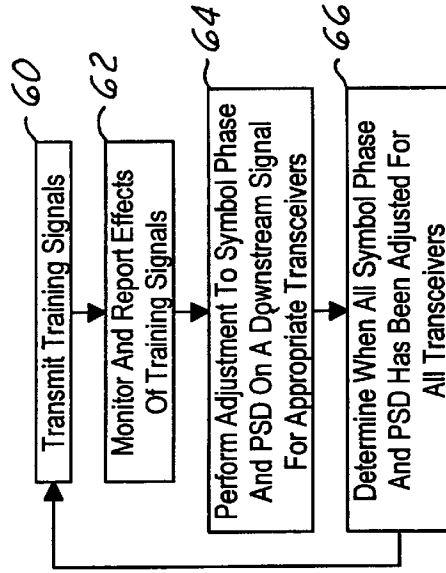 60
Transmit Training Signals
62
Monitor And Report Effects
Of Training Signals
64
Perform Adjustment To Symbol Phase
And PSD On A Downstream Signal
For Appropriate Transceivers
66
Determine When All Symbol Phase
And PSD Has Been Adjusted For
All Transceivers